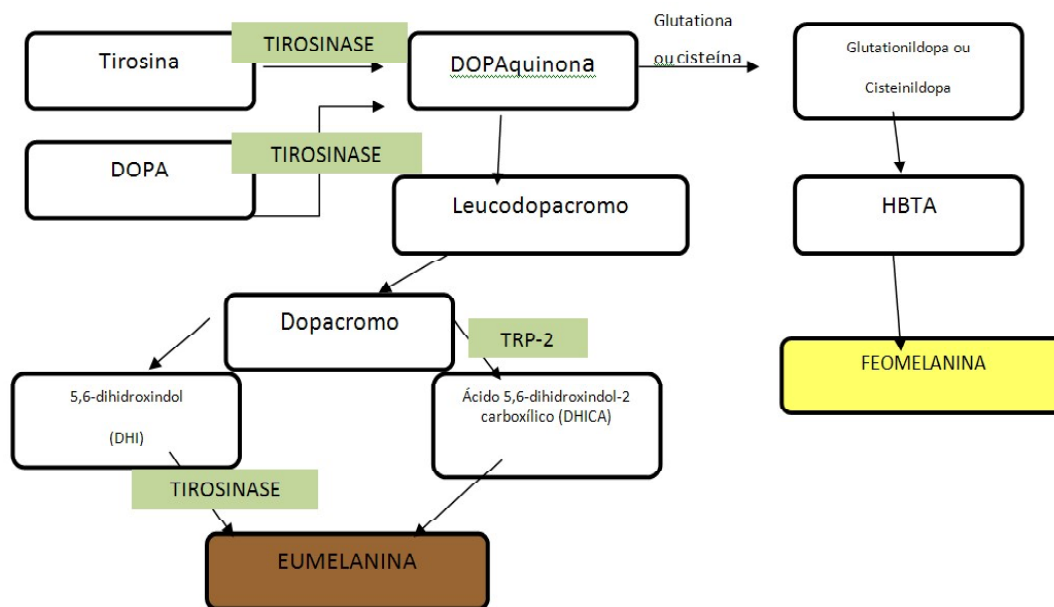 Tirosina
TIROSINASE
DOPAquinona
Glutationa
ou cisteína
Glutationildopa ou
Cisteinildopa
DOPA
TIROSINASE
Leucodopacromo
HBTA
Dopacromo
TRP-2
FEOMELANINA
5,6-dihidroxindol
(DHI)
Ácido 5,6-dihidroxindol-2
carboxílico (DHICA)
TIROSINASE
EUMELANINA